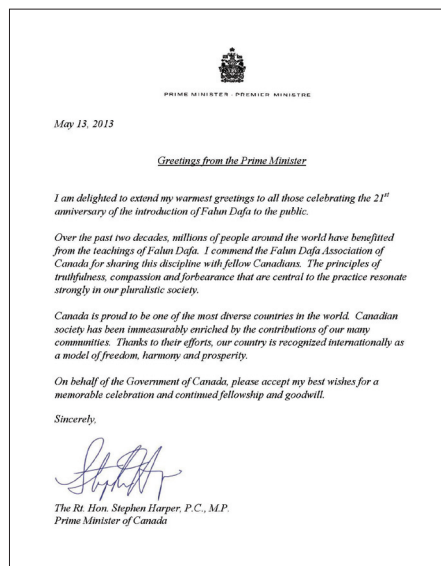 PRIME MINISTER - PREMIER MINISTRE
May 13, 2013
Greetings from the Prime Minister
I am delighted to extend my warmest greetings to all those celebrating the 21st
anniversary of the introduction of Falun Dafa to the public.
Over the past two decades, millions of people around the world have benefitted
from the teachings of Falun Dafa. I commend the Falun Dafa Association of
Canada for sharing this discipline with fellow Canadians. The principles of
truthfulness, compassion and forbearance that are central to the practice resonate
strongly in our pluralistic society.
Canada is proud to be one of the most diverse countries in the world. Canadian
society has been immeasurably enriched by the contributions of our many
communities. Thanks to their efforts, our country is recognized internationally as
a model of freedom, harmony and prosperity.
On behalf of the Government of Canada, please accept my best wishes for a
memorable celebration and continued fellowship and goodwill.
Sincerely,
The Rt. Hon. Stephen Harper, P.C., M.P.
Prime Minister of Canada